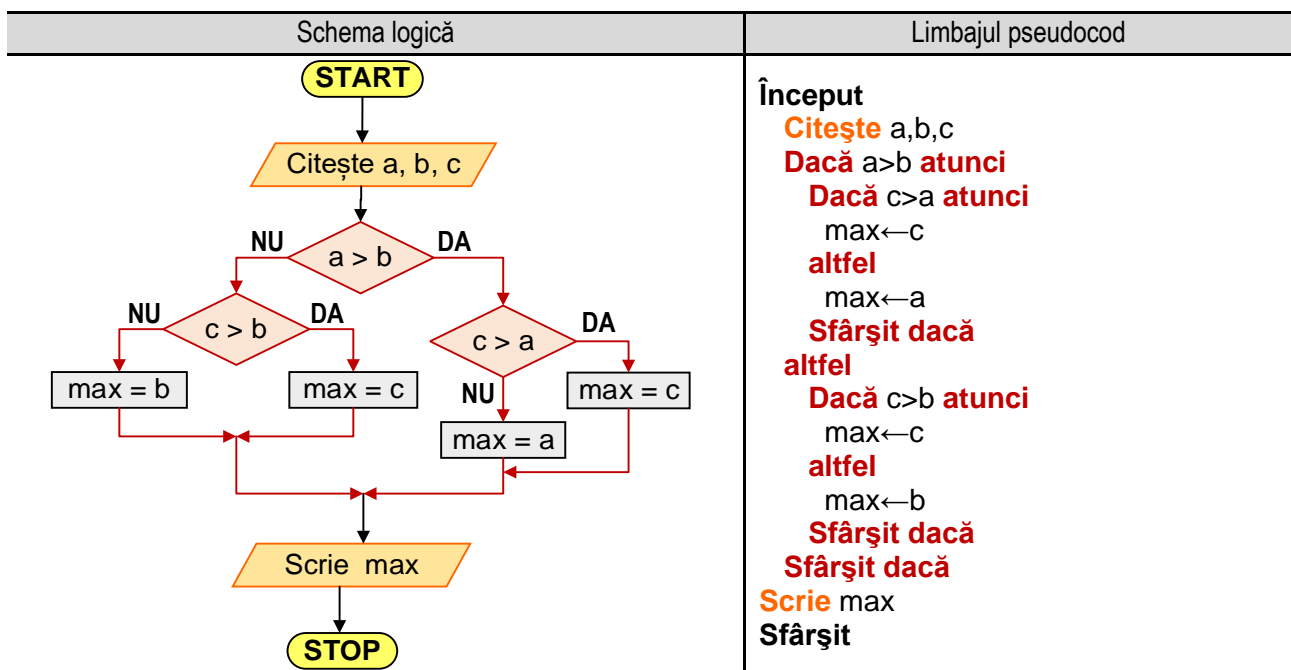 Schema logică
Limbajul pseudocod
START
Citește a, b, c
NU
DA
a > b
NU
DA
c > b
DA
c > a
max = b
max = c
NU
max = c
max = a
Scrie max
STOP
Început
Citeşte a,b,c
Dacă a>b atunci
Dacă c>a atunci
max←c
altfel
max←a
Sfârşit dacă
altfel
Dacă c>b atunci
max←c
altfel
max←b
Sfârşit dacă
Sfârşit dacă
Scrie max
Sfârşit